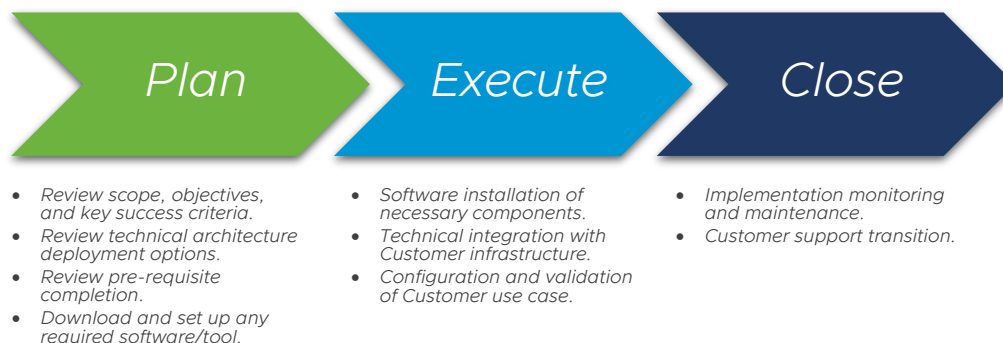 Plan
Execute
Close
• Review scope, objectives,
and key success criteria.
• Review technical architecture
deployment options.
• Review pre-requisite
completion.
• Download and set up any
required software/tool.
• Software installation of
necessary components.
• Technical integration with
Customer infrastructure.
• Configuration and validation
of Customer use case.
• Implementation monitoring
and maintenance.
• Customer support transition.